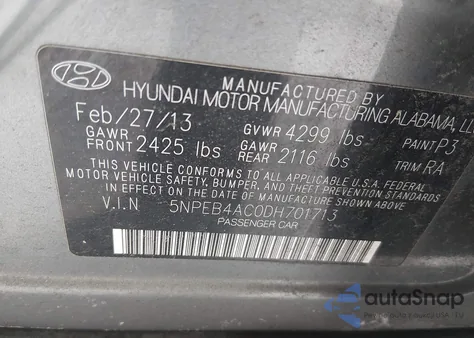 MANUFACTURED BY
HYUNDAI MOTOR MANUFACTURING ALABAMA, LL
Feb/27/13 GVWR 4299 lbs PAINT P3
GAWR FRONT 2425 lbs GAWR REAR 2116 lbs TRIM RA
THIS VEHICLE CONFORMS TO ALL APPLICABLE U.S. FEDERAL
MOTOR VEHICLE SAFETY, BUMPER, AND THEFT PREVENTION STANDARDS
IN EFFECT ON THE DATE OF MANUFACTURE SHOWN ABOVE.
V.I.N 5NPEB4AC0DH701713
PASSENGER CAR
autoSnap